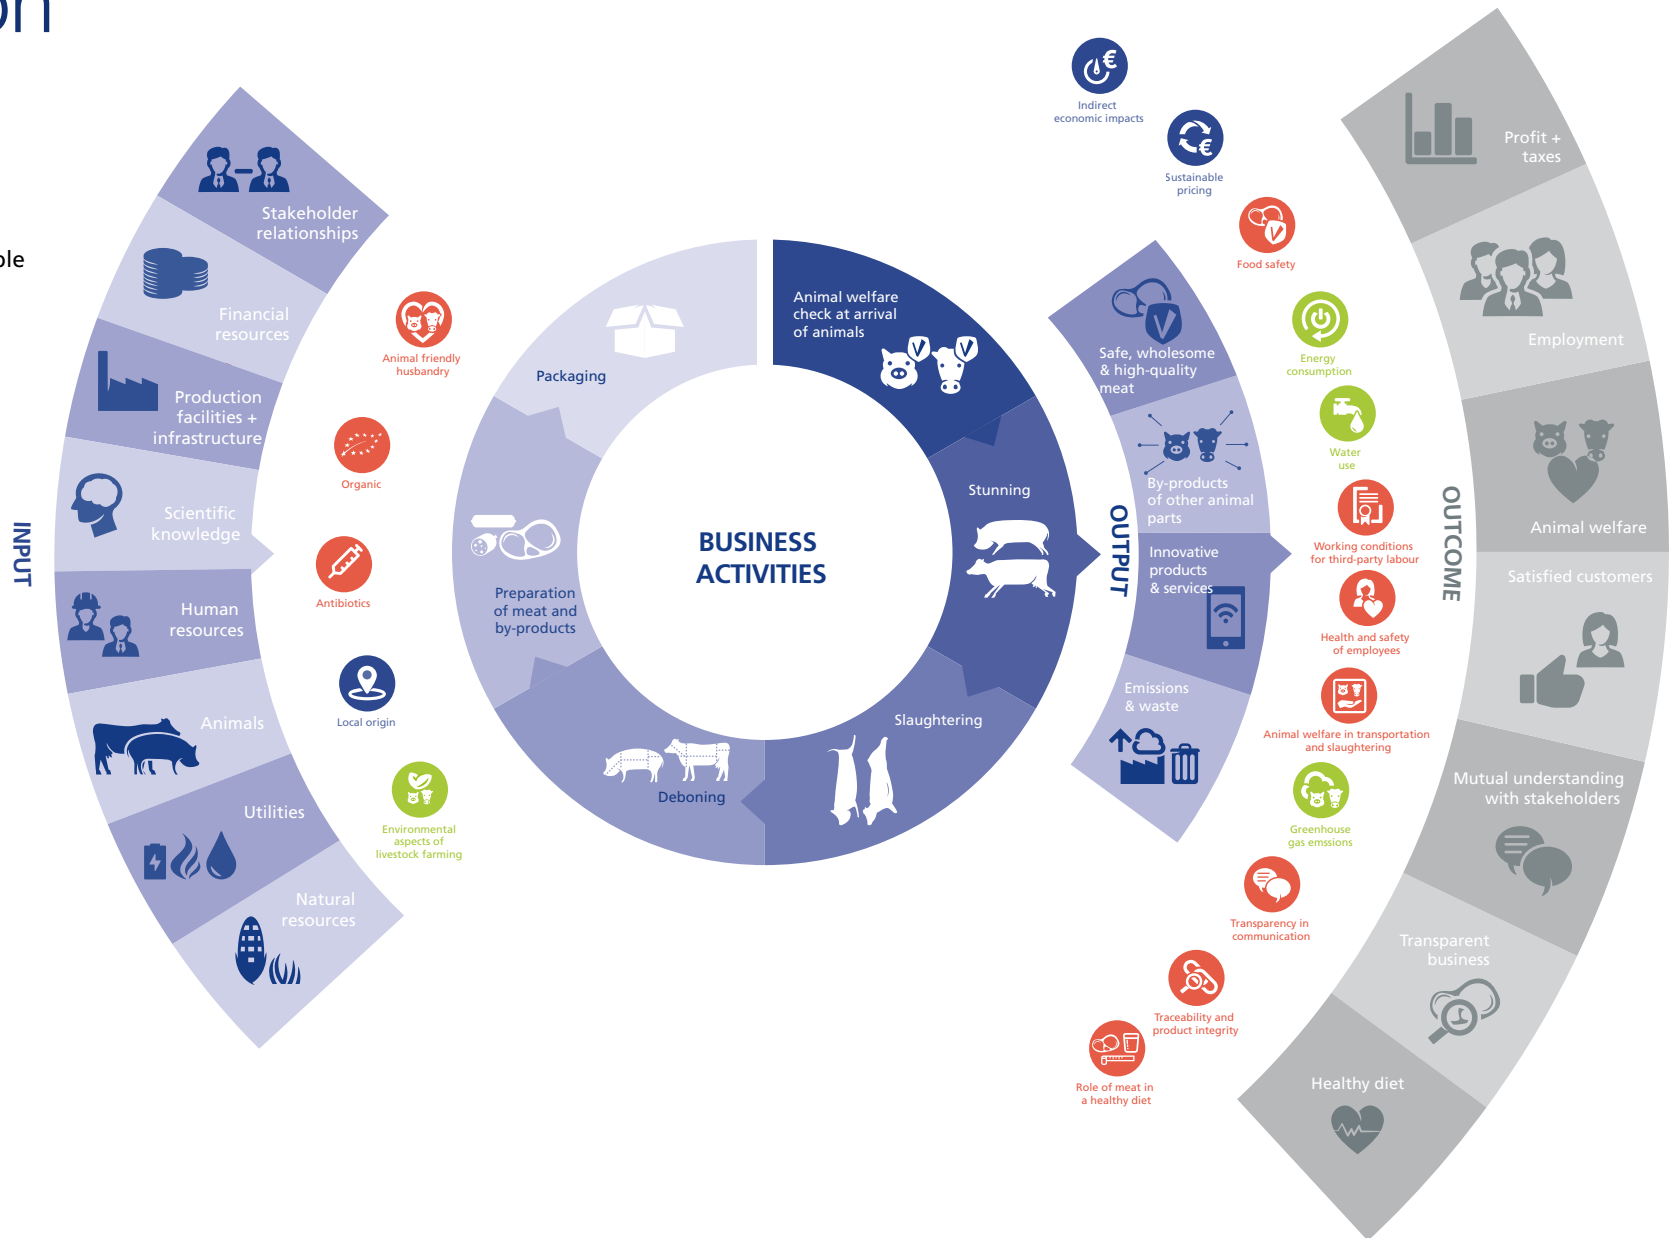 on
ble
INPUT
Stakeholder
relationships
Financial
resources
Production
facilities +
infrastructure
Scientific
knowledge
Human
resources
Animals
Utilities
Natural
resources
Animal friendly
husbandry
Organic
Antibiotics
Local origin
Environmental
aspects of
livestock farming
BUSINESS
ACTIVITIES
Animal welfare
check at arrival
of animals
Stunning
Slaughtering
Deboning
Preparation
of meat and
by-products
Packaging
OUTPUT
Safe, wholesome
& high-quality
meat
By-products
of other animal
parts
Innovative
products
& services
Emissions
& waste
Indirect
economic impacts
Sustainable
pricing
Food safety
Energy
consumption
Water
use
Working conditions
for third-party labour
Health and safety
of employees
Animal welfare in transportation
and slaughtering
Greenhouse
gas emssions
Transparency in
communication
Traceability and
product integrity
Role of meat in
a healthy diet
OUTCOME
Profit +
taxes
Employment
Animal welfare
Satisfied customers
Mutual understanding
with stakeholders
Transparent
business
Healthy diet